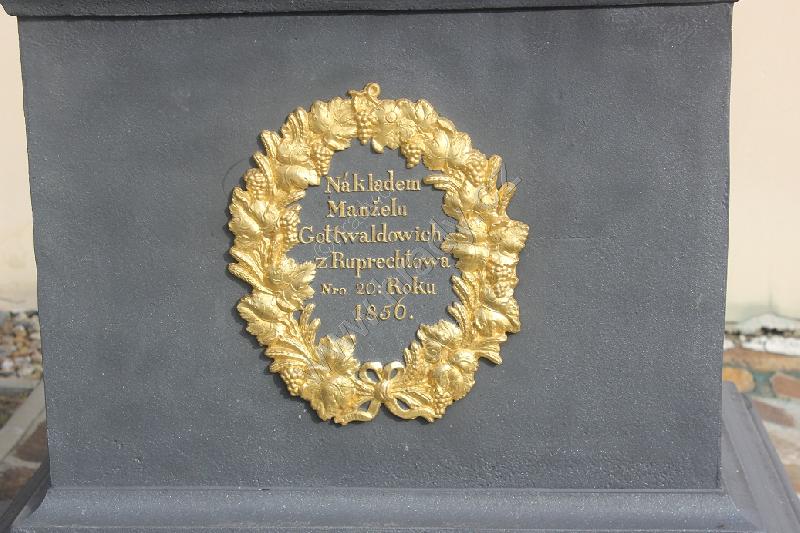 Nákladem
Manželu
Gottwaldowich
z Ruprechtowa
Nro 20: Roku
1856.